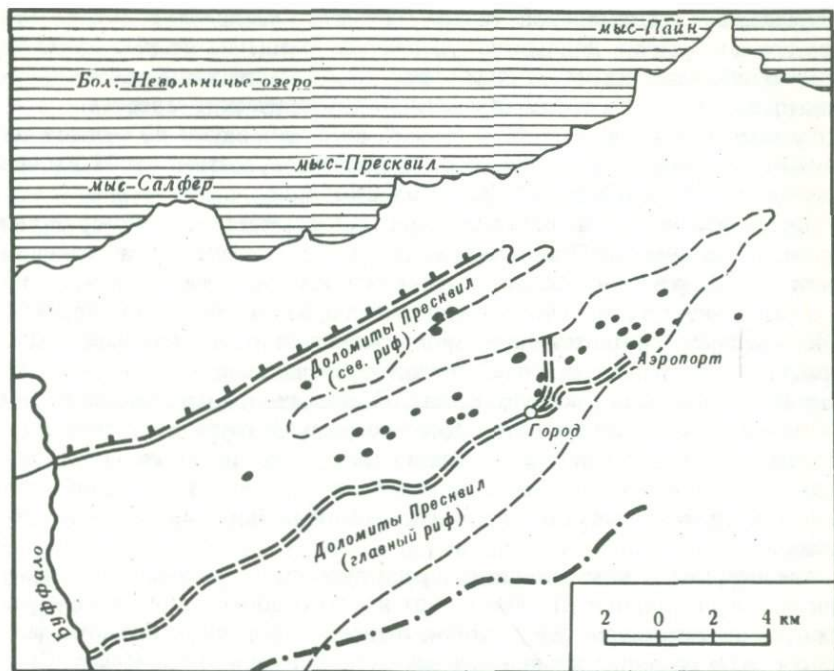 мыс-Пайн
Бол. Невольничье озеро
мыс-Пресквил
мыс-Салфер
Доломиты Пресквил
(сев. риф)
Аэропорт
Город
Доломиты Пресквил
(главный риф)
Буффало
2 0 2 4 км